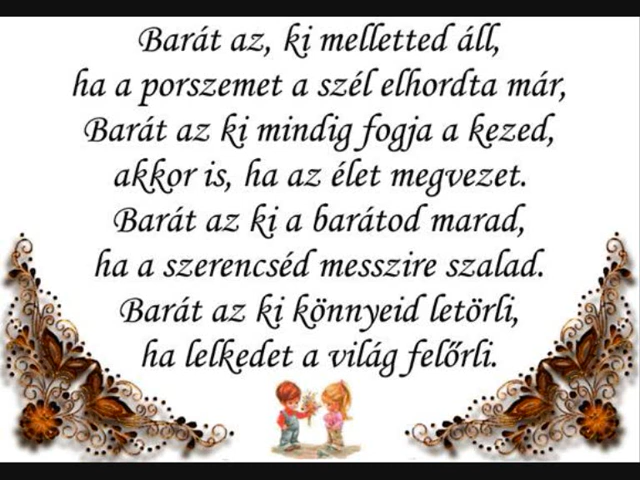 Barát az, ki melletted áll,
ha a porszemet a szél elhordta már,
Barát az ki mindig fogja a kezed,
akkor is, ha az élet megvezet.
Barát az ki a barátod marad,
ha a szerencséd messzire szalad.
Barát az ki könnyeid letörli,
ha lelkedet a világ felőrli.